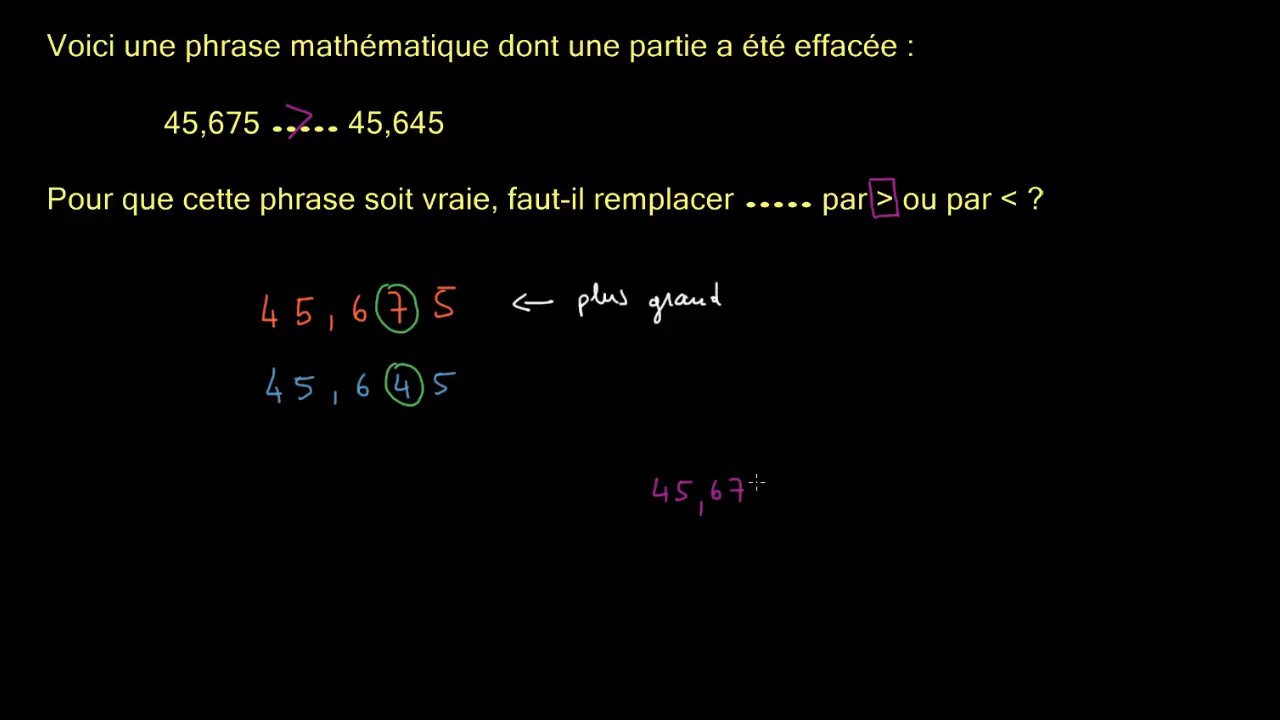 Voici une phrase mathématique dont une partie a été effacée :
45,675 ..>... 45,645
Pour que cette phrase soit vraie, faut-il remplacer ..... par > ou par < ?
45,675 ← plus grand
45,645
45,67